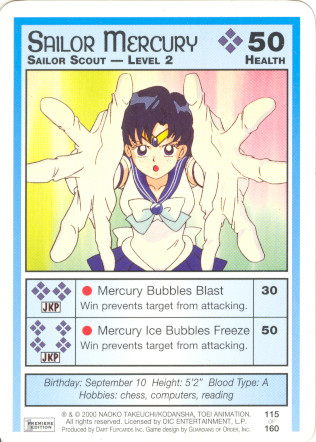 SAILOR MERCURY 50
SAILOR SCOUT — LEVEL 2 HEALTH
Mercury Bubbles Blast 30
JKP Win prevents target from attacking.
Mercury Ice Bubbles Freeze 50
JKP Win prevents target from attacking.
Birthday: September 10 Height: 5'2" Blood Type: A
Hobbies: chess, computers, reading
PREMIERE EDITION
® & © 2000 NAOKO TAKEUCHI/KODANSHA, TOEI ANIMATION.
All rights reserved. Licensed by DIC ENTERTAINMENT, L.P.
Produced by DART FLIPCARDS INC. Game design by GUARDIANS OF ORDER, INC.
115
OF
160